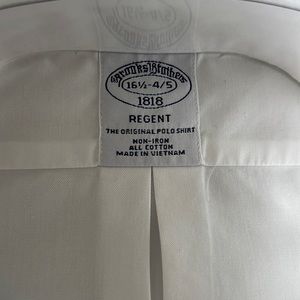 Brooks Brothers
16½-4/5
1818
REGENT
THE ORIGINAL POLO SHIRT
NON-IRON
ALL COTTON
MADE IN VIETNAM